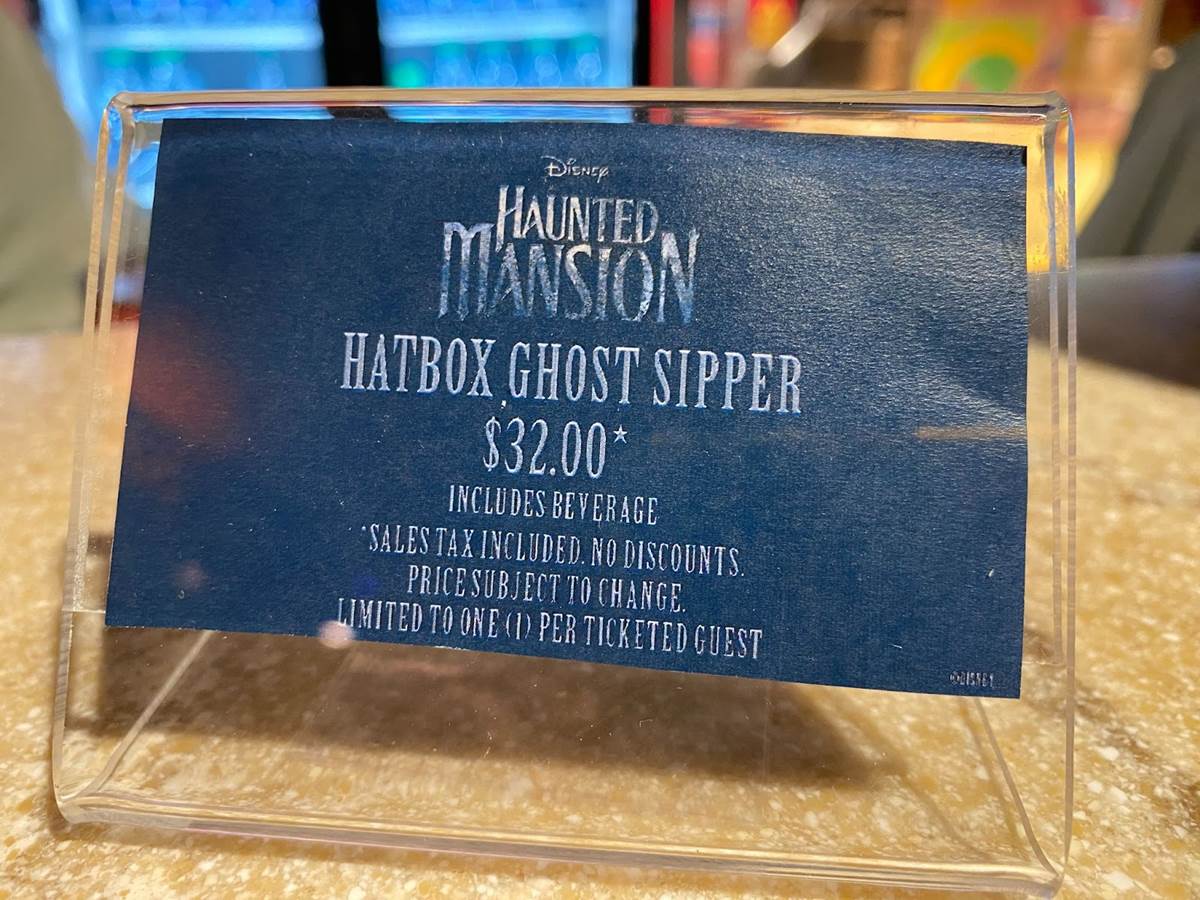 DISNEY
HAUNTED
MANSION
HATBOX GHOST SIPPER
$32.00*
INCLUDES BEVERAGE
*SALES TAX INCLUDED. NO DISCOUNTS.
PRICE SUBJECT TO CHANGE.
LIMITED TO ONE (1) PER TICKETED GUEST
©DISNEY